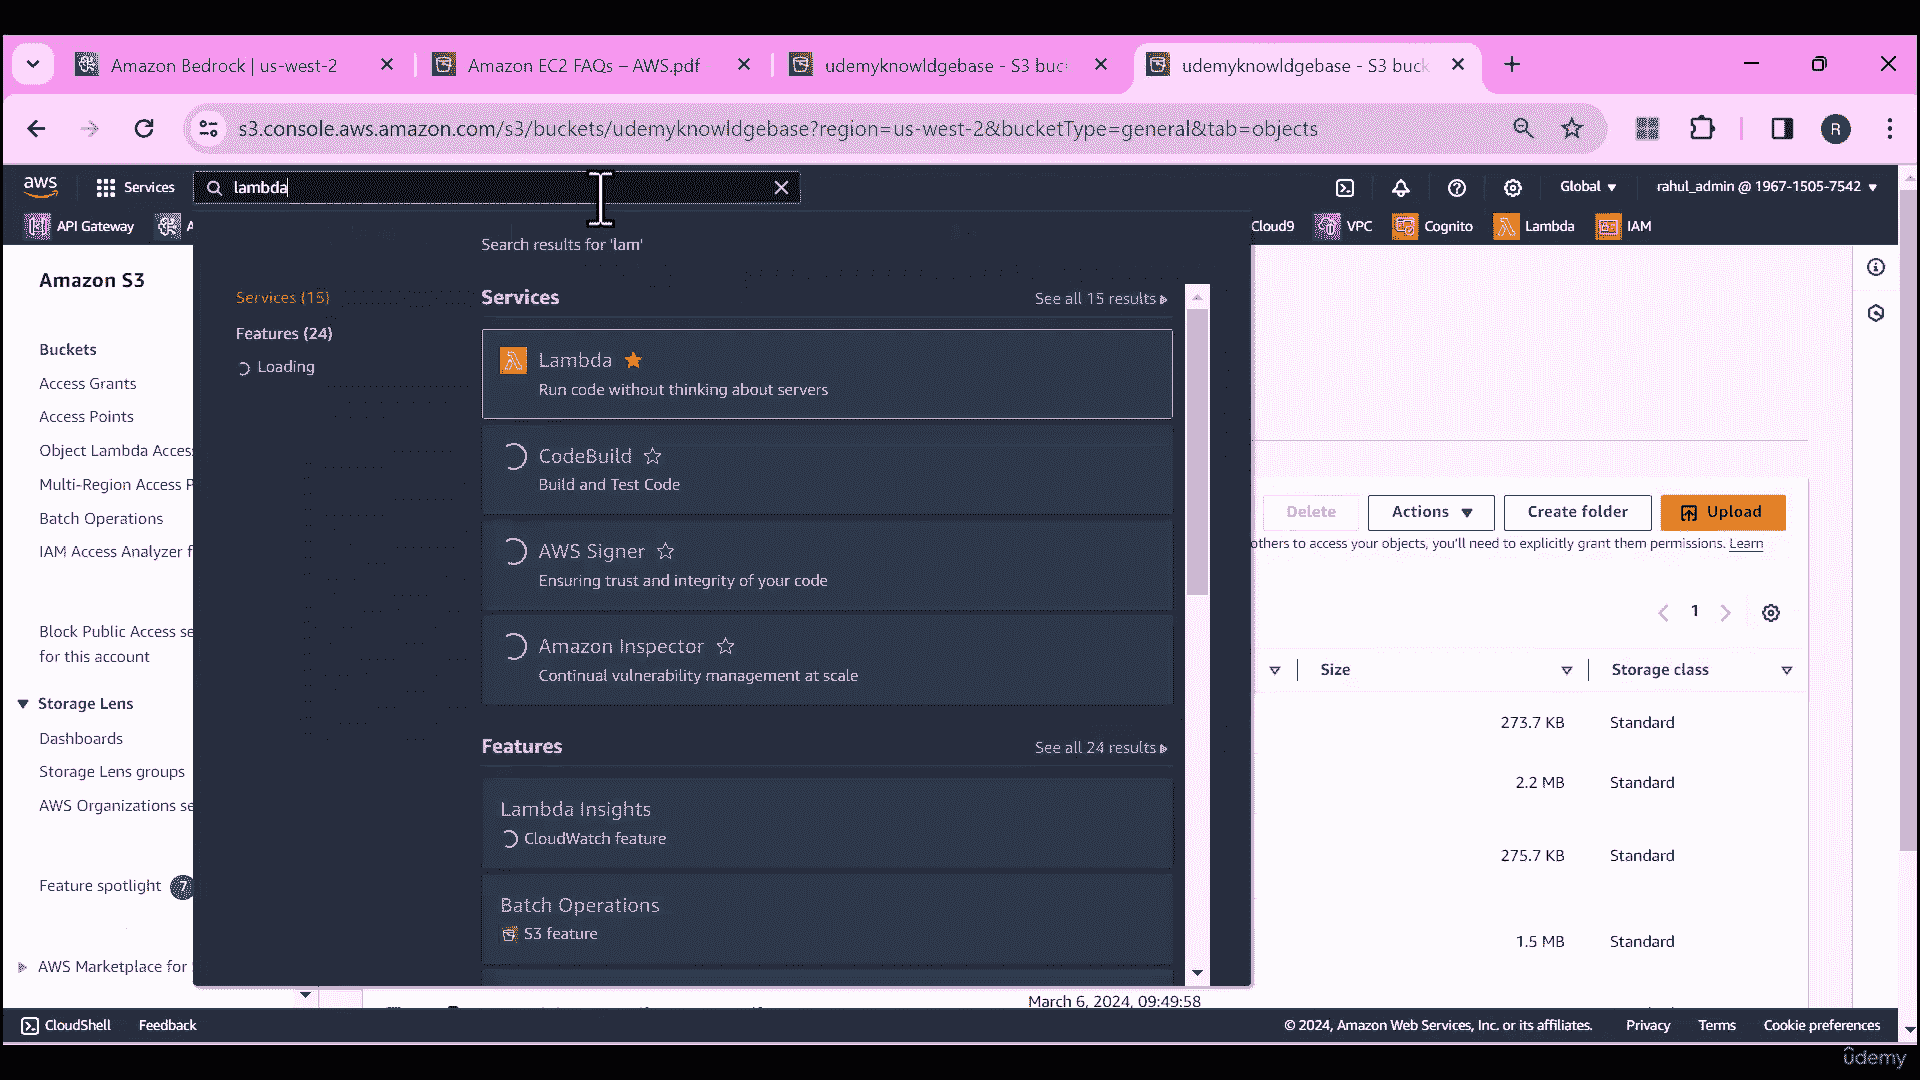 Amazon Bedrock | us-west-2
Amazon EC2 FAQs – AWS.pdf
udemyknowldgebase - S3 buc
udemyknowldgebase - S3 buck
s3.console.aws.amazon.com/s3/buckets/udemyknowldgebase?region=us-west-2&bucketType=general&tab=objects
R
aws
Services
lambda
Global
rahul_admin @ 1967-1505-7542
API Gateway
A
Cloud9
VPC
Cognito
Lambda
IAM
Search results for 'lam'
Services (15)
Features (24)
Loading
Services
See all 15 results
Lambda
Run code without thinking about servers
CodeBuild
Build and Test Code
AWS Signer
Ensuring trust and integrity of your code
Amazon Inspector
Continual vulnerability management at scale
Features
See all 24 results
Lambda Insights
CloudWatch feature
Batch Operations
S3 feature
Amazon S3
Buckets
Access Grants
Access Points
Object Lambda Acces
Multi-Region Access P
Batch Operations
IAM Access Analyzer f
Block Public Access se
for this account
Storage Lens
Dashboards
Storage Lens groups
AWS Organizations se
Feature spotlight 7
AWS Marketplace for
Delete
Actions
Create folder
Upload
others to access your objects, you'll need to explicitly grant them permissions. Learn
1
Size
Storage class
273.7 KB
Standard
2.2 MB
Standard
275.7 KB
Standard
1.5 MB
Standard
March 6, 2024, 09:49:58
CloudShell
Feedback
© 2024, Amazon Web Services, Inc. or its affiliates.
Privacy
Terms
Cookie preferences
ûdemy